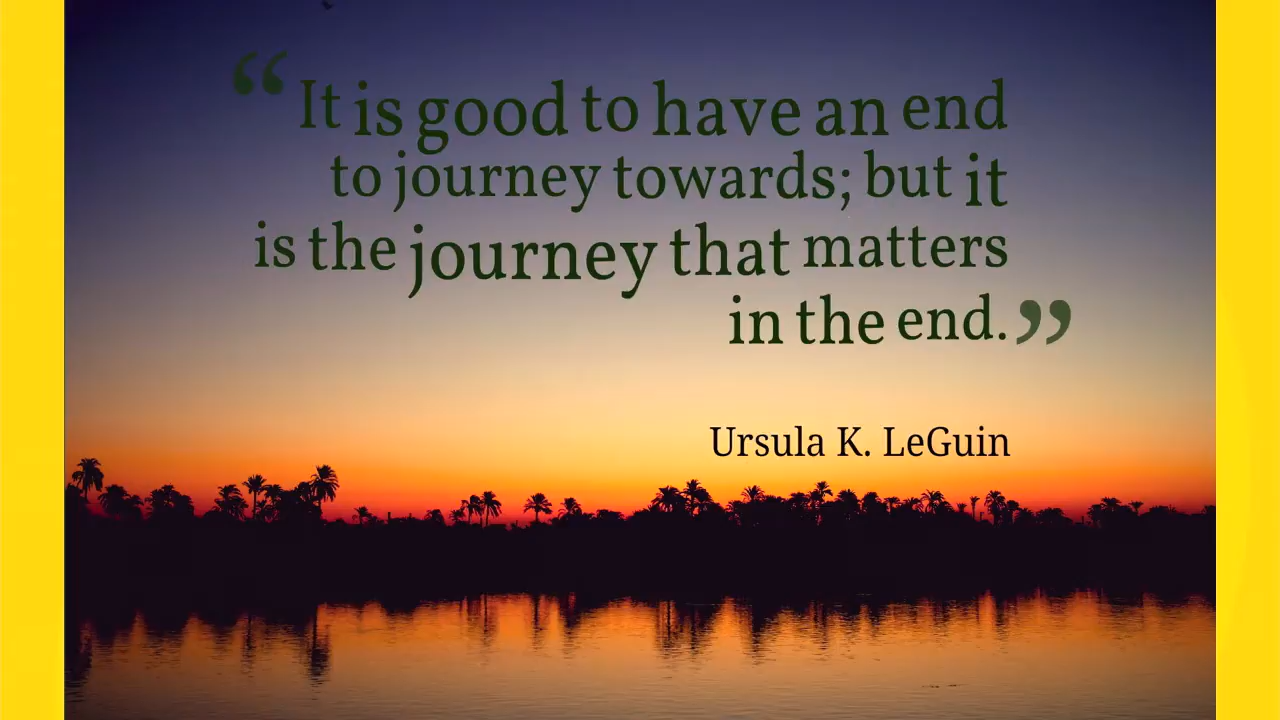 “It is good to have an end
to journey towards; but it
is the journey that matters
in the end.”
Ursula K. LeGuin